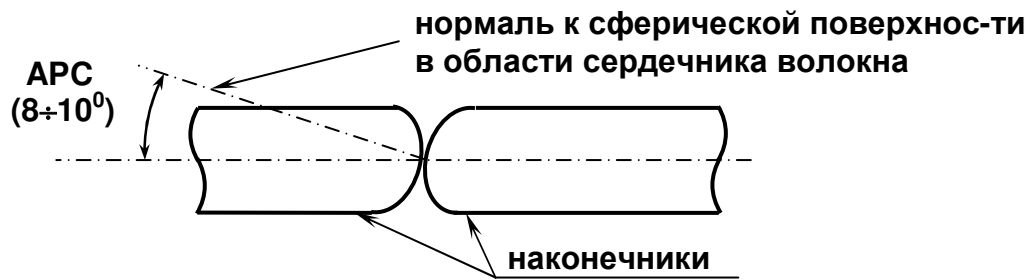 нормаль к сферической поверхнос-ти
в области сердечника волокна
APC
(8÷10⁰)
наконечники